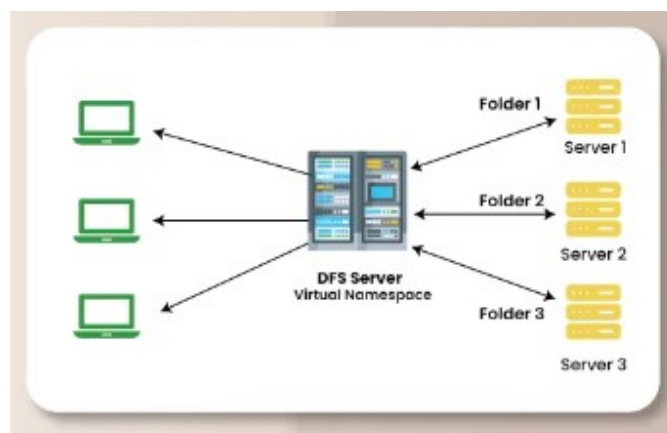 Folder 1
Server 1
Folder 2
Server 2
DFS Server
Virtual Namespace
Folder 3
Server 3